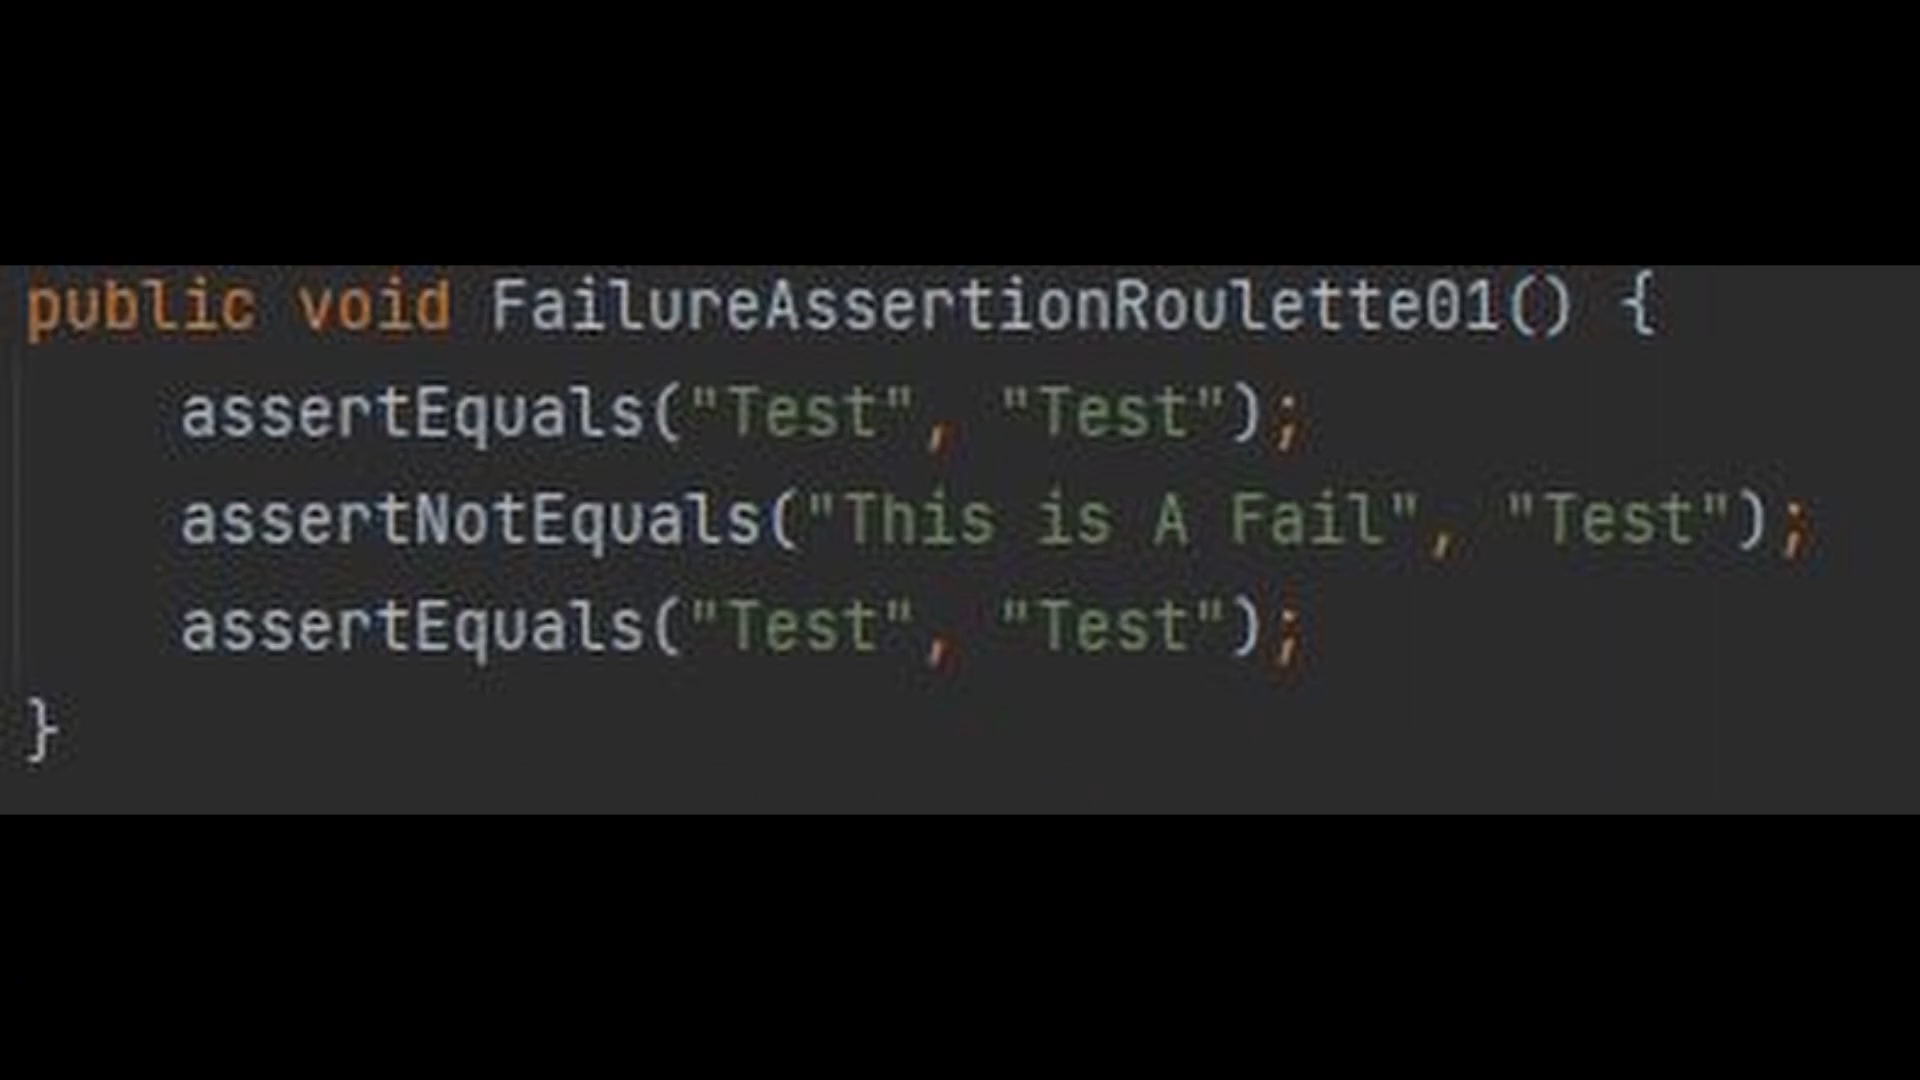 public void FailureAssertionRoulette01() {
assertEquals("Test", "Test");
assertNotEquals("This is A Fail", "Test");
assertEquals("Test", "Test");
}